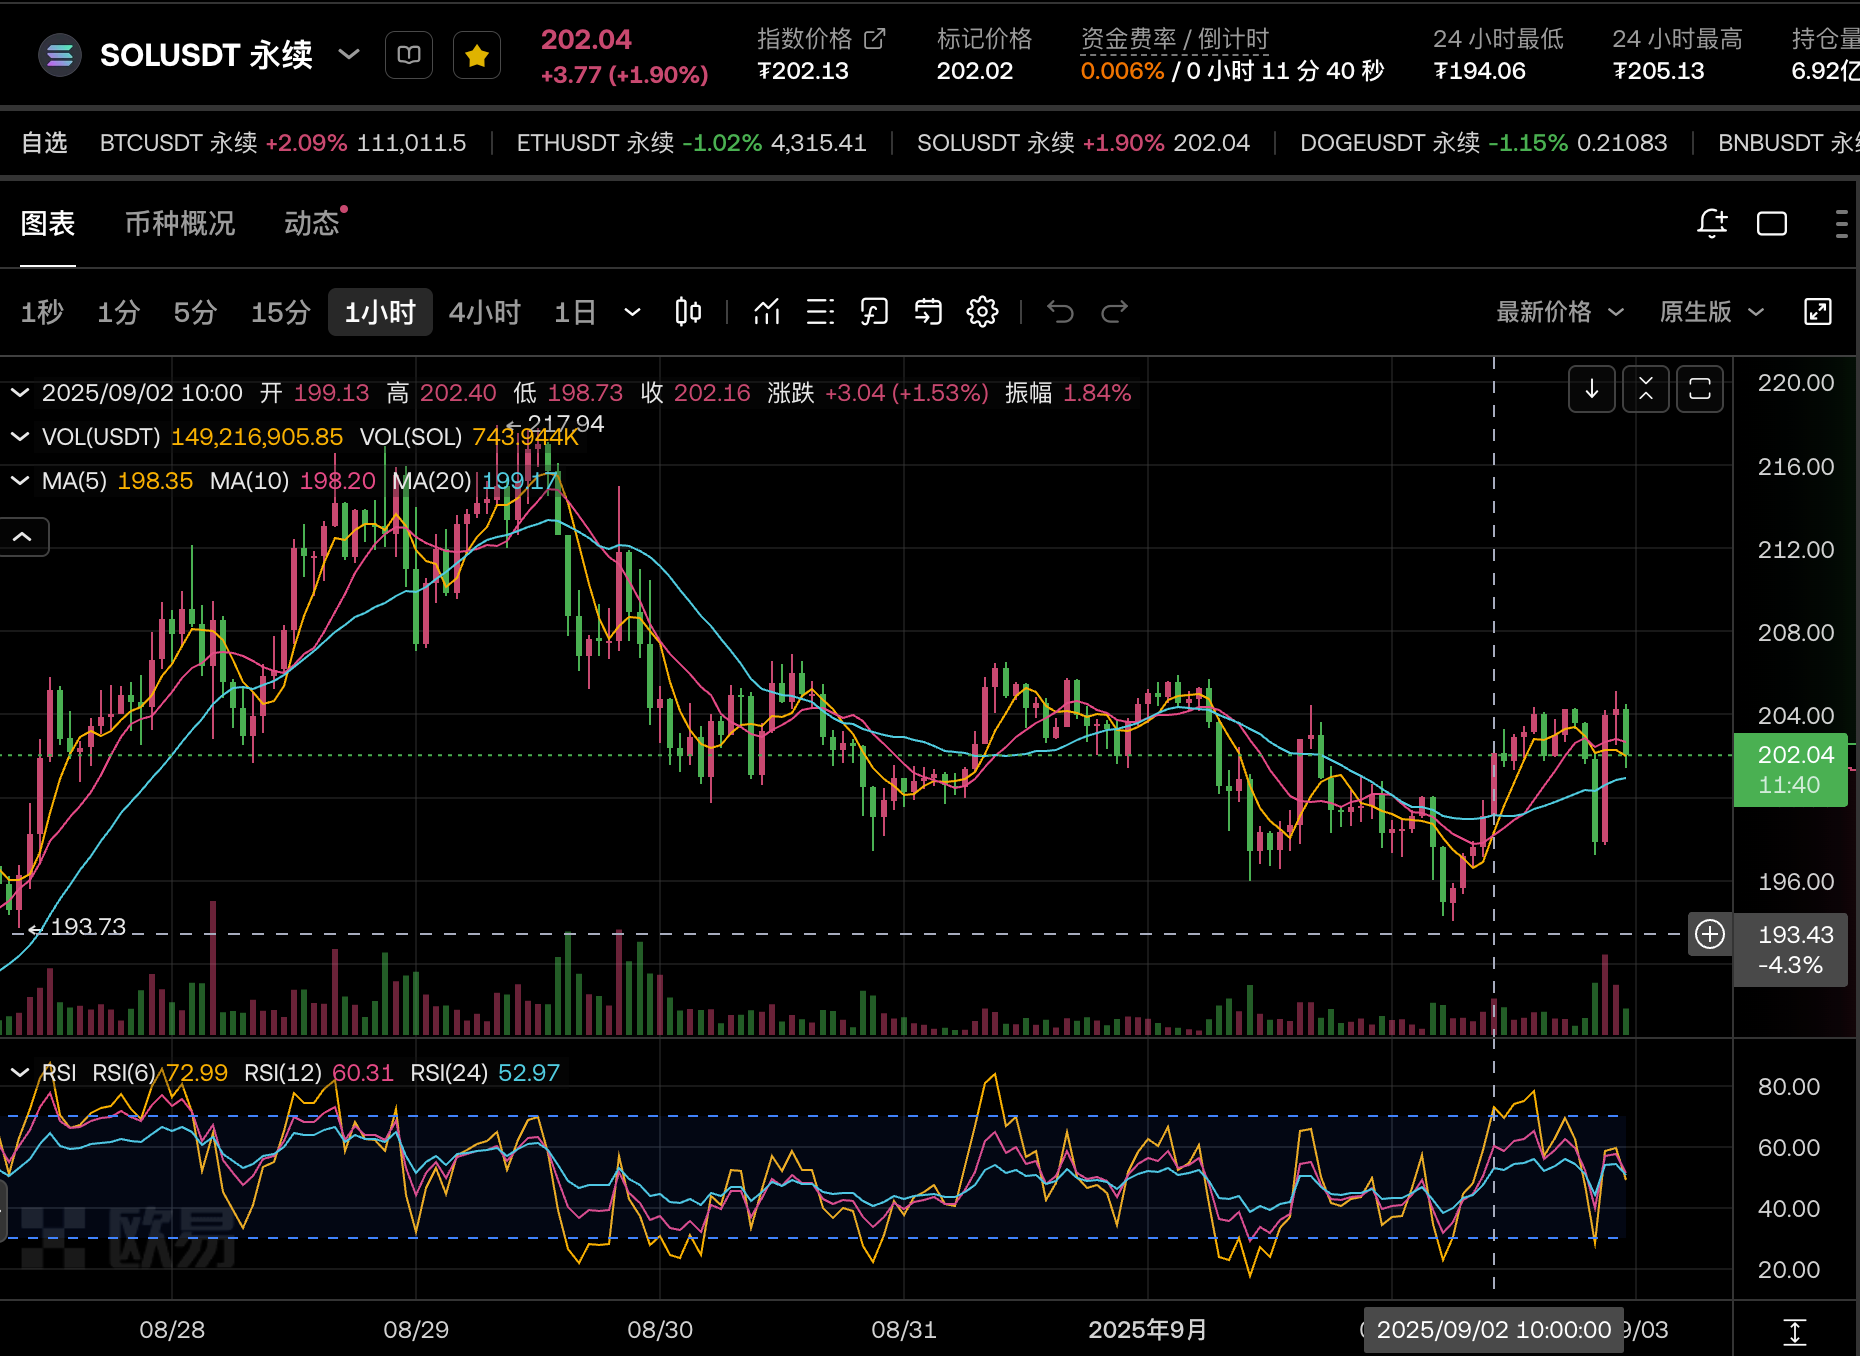 SOLUSDT 永续
202.04
+3.77 (+1.90%)
指数价格
₮202.13
标记价格
202.02
资金费率 / 倒计时
0.006% / 0 小时 11 分 40 秒
24 小时最低
₮194.06
24 小时最高
₮205.13
持仓量
6.92亿
自选 BTCUSDT 永续 +2.09% 111,011.5 ETHUSDT 永续 -1.02% 4,315.41 SOLUSDT 永续 +1.90% 202.04 DOGEUSDT 永续 -1.15% 0.21083 BNBUSDT 永续
图表 币种概况 动态
1秒 1分 5分 15分 1小时 4小时 1日 最新价格 原生版
2025/09/02 10:00 开 199.13 高 202.40 低 198.73 收 202.16 涨跌 +3.04 (+1.53%) 振幅 1.84%
VOL(USDT) 149,216,905.85 VOL(SOL) 743.944K
217.94
MA(5) 198.35 MA(10) 198.20 MA(20) 199.17
193.73
220.00
216.00
212.00
208.00
204.00
202.04
11:40
196.00
193.43
-4.3%
RSI RSI(6) 72.99 RSI(12) 60.31 RSI(24) 52.97
80.00
60.00
40.00
20.00
欧易
08/28 08/29 08/30 08/31 2025年9月 2025/09/02 10:00:00 9/03